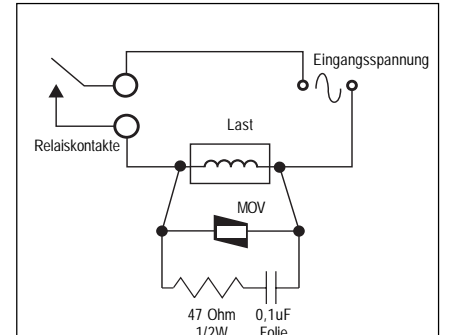 Eingangsspannung
Last
Relaiskontakte
MOV
47 Ohm 0,1uF
1/2W Folie